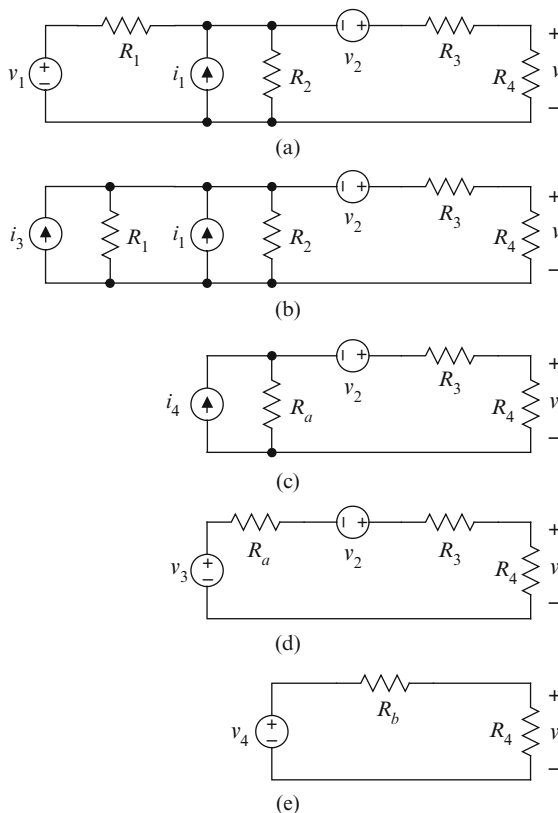 R1 v2 R3 +
v1 + − i1 R2 R4 v
−
(a)
R3 +
i3 R1 i1 R2 v2 R4 v
−
(b)
v2 R3 +
i4 Ra R4 v
−
(c)
Ra v2 R3 +
v3 + − R4 v
−
(d)
Rb +
v4 + − R4 v
−
(e)